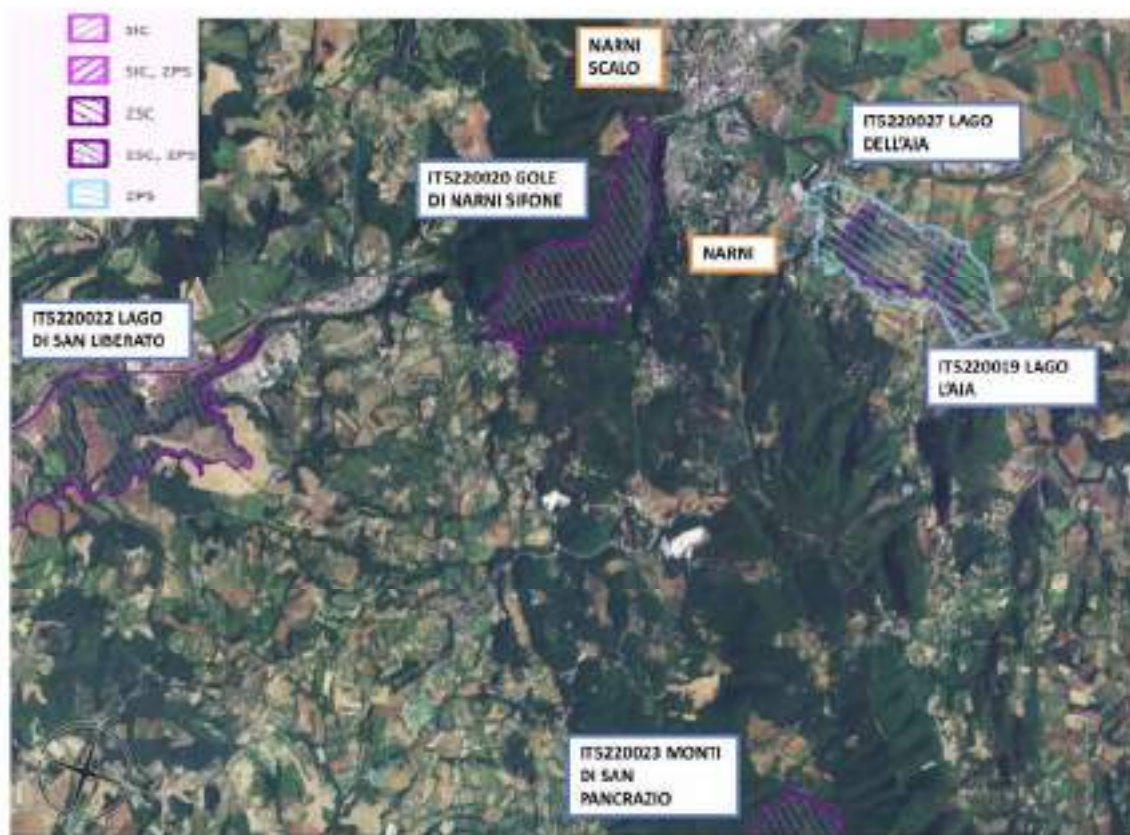 SIC
SIC, ZPS
ZSC
ZSC, ZPS
ZPS
NARNI
SCALO
IT5220027 LAGO
DELL'AIA
IT5220020 GOLE
DI NARNI SIFONE
NARNI
IT5220022 LAGO
DI SAN LIBERATO
IT5220019 LAGO
L'AIA
IT5220023 MONTI
DI SAN
PANCRAZIO